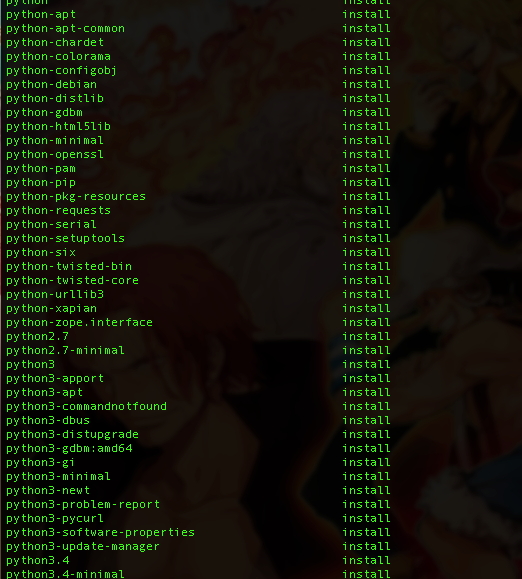 python install
python-apt install
python-apt-common install
python-chardet install
python-colorama install
python-configobj install
python-debian install
python-distlib install
python-gdbm install
python-html5lib install
python-minimal install
python-openssl install
python-pam install
python-pip install
python-pkg-resources install
python-requests install
python-serial install
python-setuptools install
python-six install
python-twisted-bin install
python-twisted-core install
python-urllib3 install
python-xapian install
python-zope.interface install
python2.7 install
python2.7-minimal install
python3 install
python3-apport install
python3-apt install
python3-commandnotfound install
python3-dbus install
python3-distupgrade install
python3-gdbm:amd64 install
python3-gi install
python3-minimal install
python3-newt install
python3-problem-report install
python3-pycurl install
python3-software-properties install
python3-update-manager install
python3.4 install
python3.4-minimal install